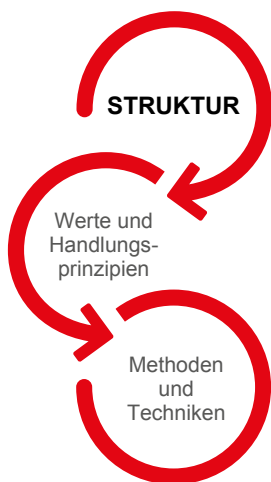 STRUKTUR
Werte und
Handlungs-
prinzipien
Methoden
und
Techniken